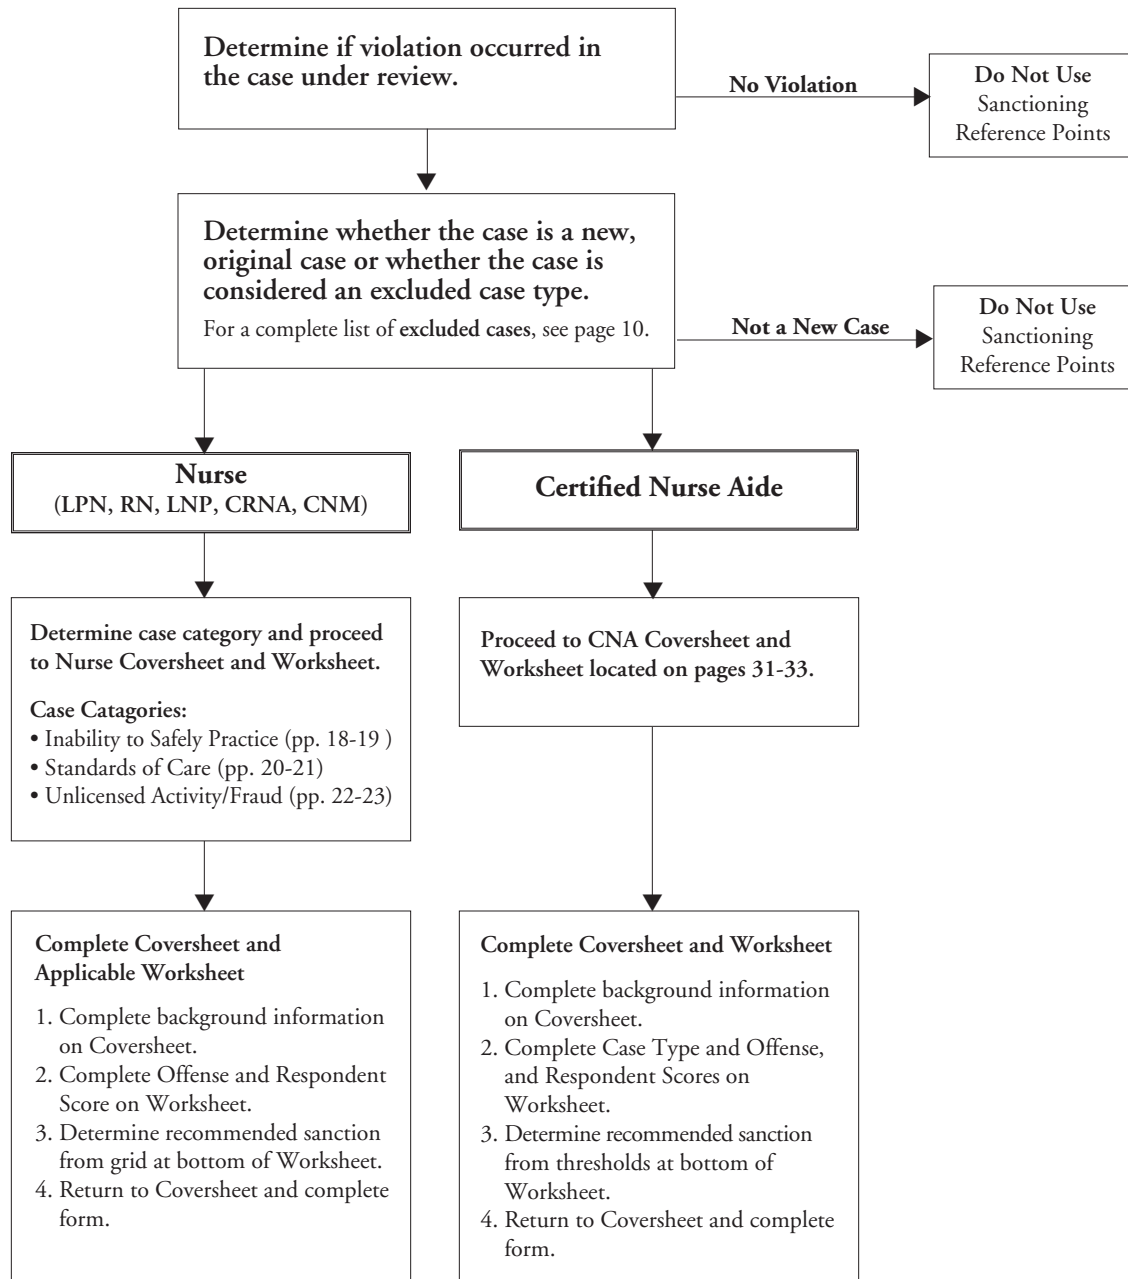 Determine if violation occurred in
the case under review.
No Violation
Do Not Use
Sanctioning
Reference Points
Determine whether the case is a new,
original case or whether the case is
considered an excluded case type.
For a complete list of excluded cases, see page 10.
Not a New Case
Do Not Use
Sanctioning
Reference Points
Nurse
(LPN, RN, LNP, CRNA, CNM)
Certified Nurse Aide
Determine case category and proceed
to Nurse Coversheet and Worksheet.
Case Catagories:
• Inability to Safely Practice (pp. 18-19 )
• Standards of Care (pp. 20-21)
• Unlicensed Activity/Fraud (pp. 22-23)
Proceed to CNA Coversheet and
Worksheet located on pages 31-33.
Complete Coversheet and
Applicable Worksheet
1. Complete background information
on Coversheet.
2. Complete Offense and Respondent
Score on Worksheet.
3. Determine recommended sanction
from grid at bottom of Worksheet.
4. Return to Coversheet and complete
form.
Complete Coversheet and Worksheet
1. Complete background information
on Coversheet.
2. Complete Case Type and Offense,
and Respondent Scores on
Worksheet.
3. Determine recommended sanction
from thresholds at bottom of
Worksheet.
4. Return to Coversheet and complete
form.